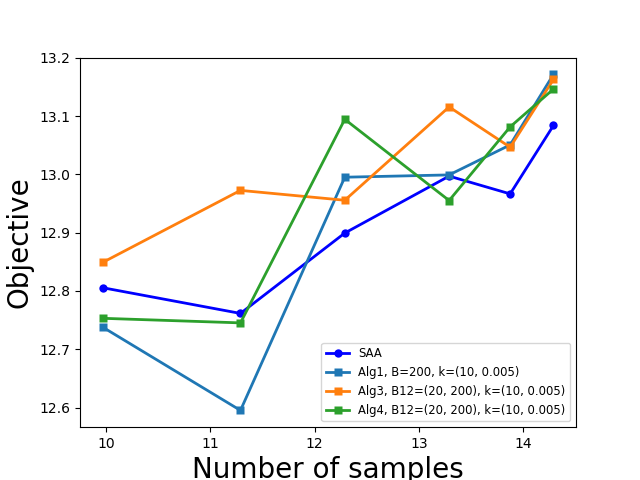 13.2
13.1
13.0
12.9
12.8
12.7
12.6
Objective
10 11 12 13 14
Number of samples
SAA
Alg1, B=200, k=(10, 0.005)
Alg3, B12=(20, 200), k=(10, 0.005)
Alg4, B12=(20, 200), k=(10, 0.005)